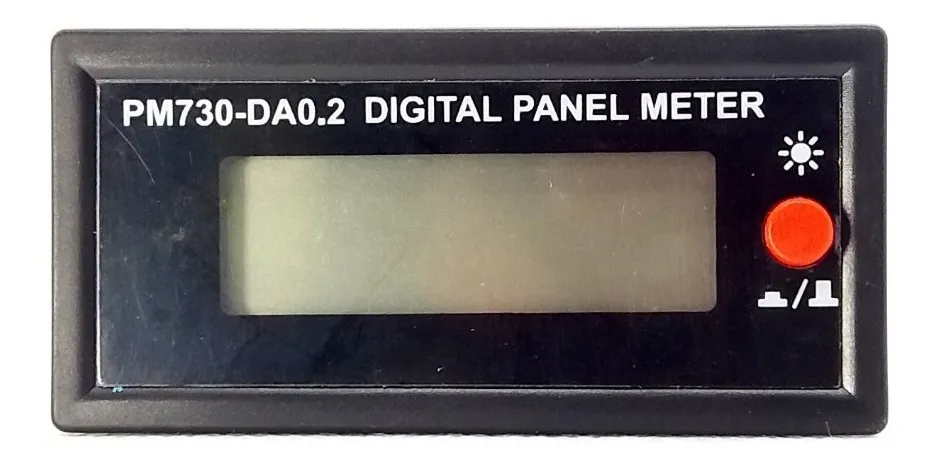 PM730-DA0.2 DIGITAL PANEL METER
/